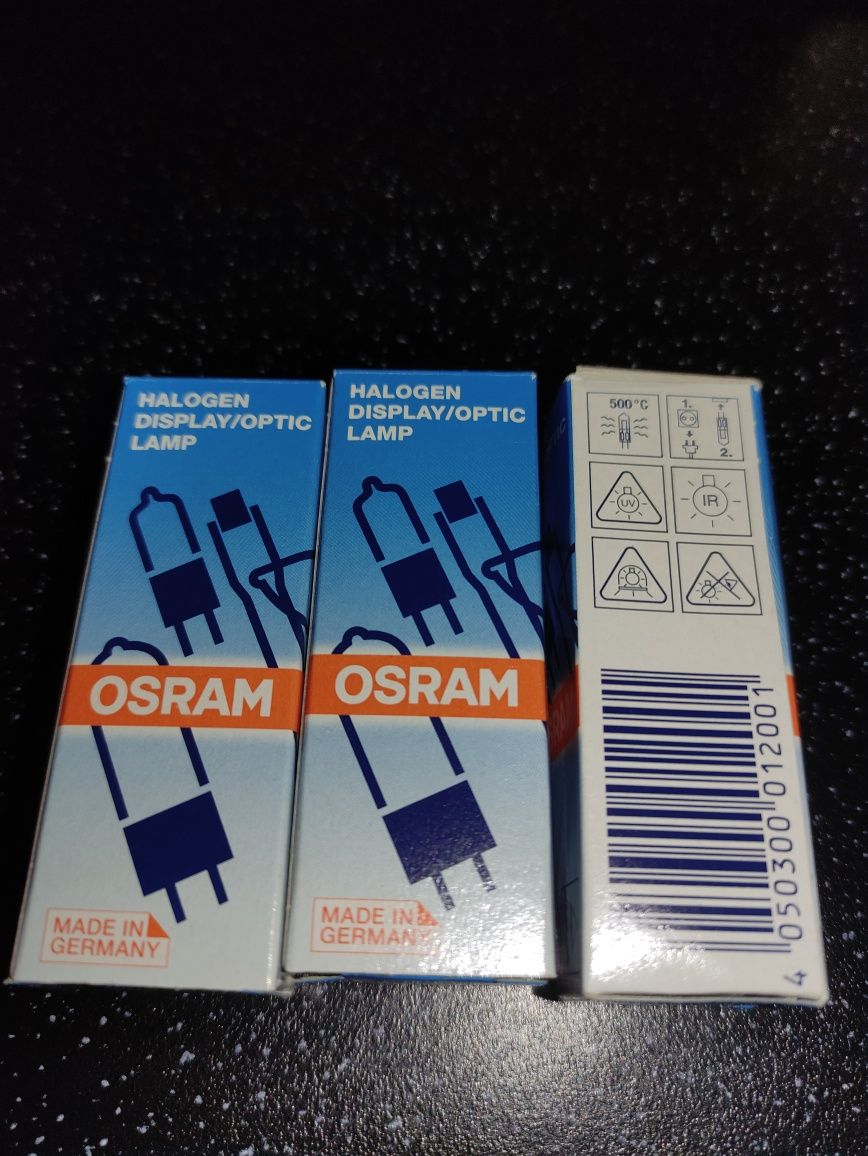 HALOGEN
DISPLAY/OPTIC
LAMP
OSRAM
MADE IN
GERMANY
HALOGEN
DISPLAY/OPTIC
LAMP
OSRAM
MADE IN
GERMANY
500°C
1.
2.
UV
IR
4 050300 012001